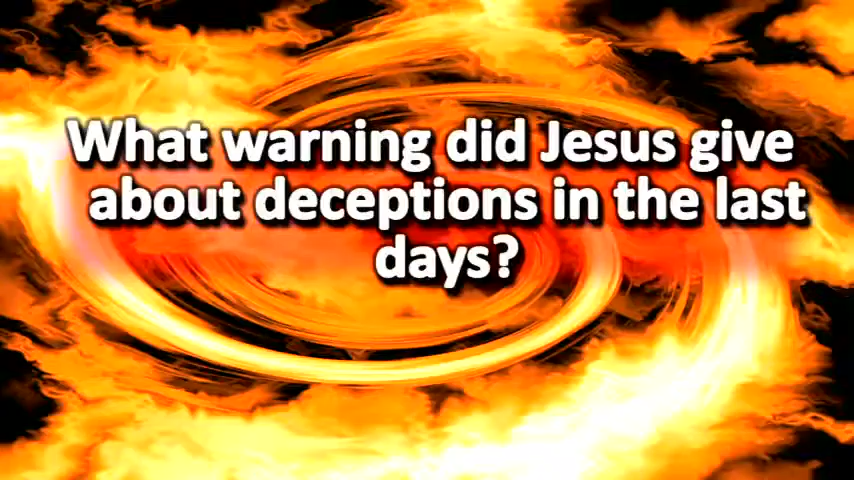 What warning did Jesus give
about deceptions in the last
days?